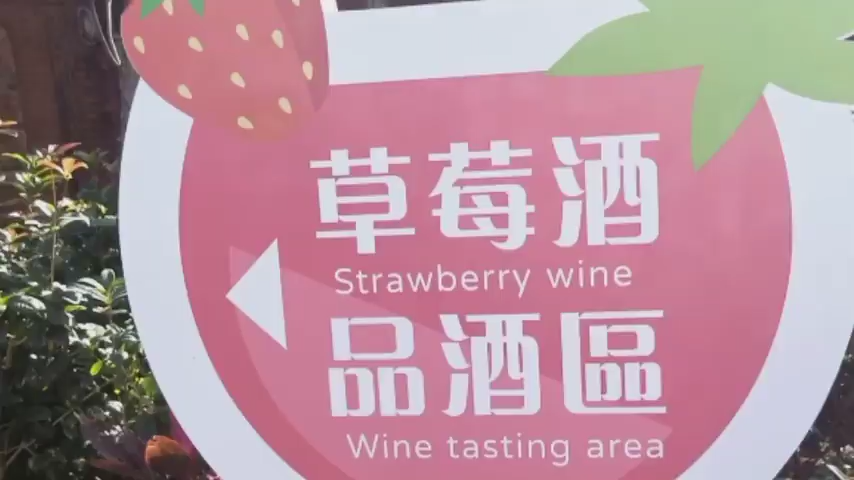 草莓酒
Strawberry wine
品酒區
Wine tasting area